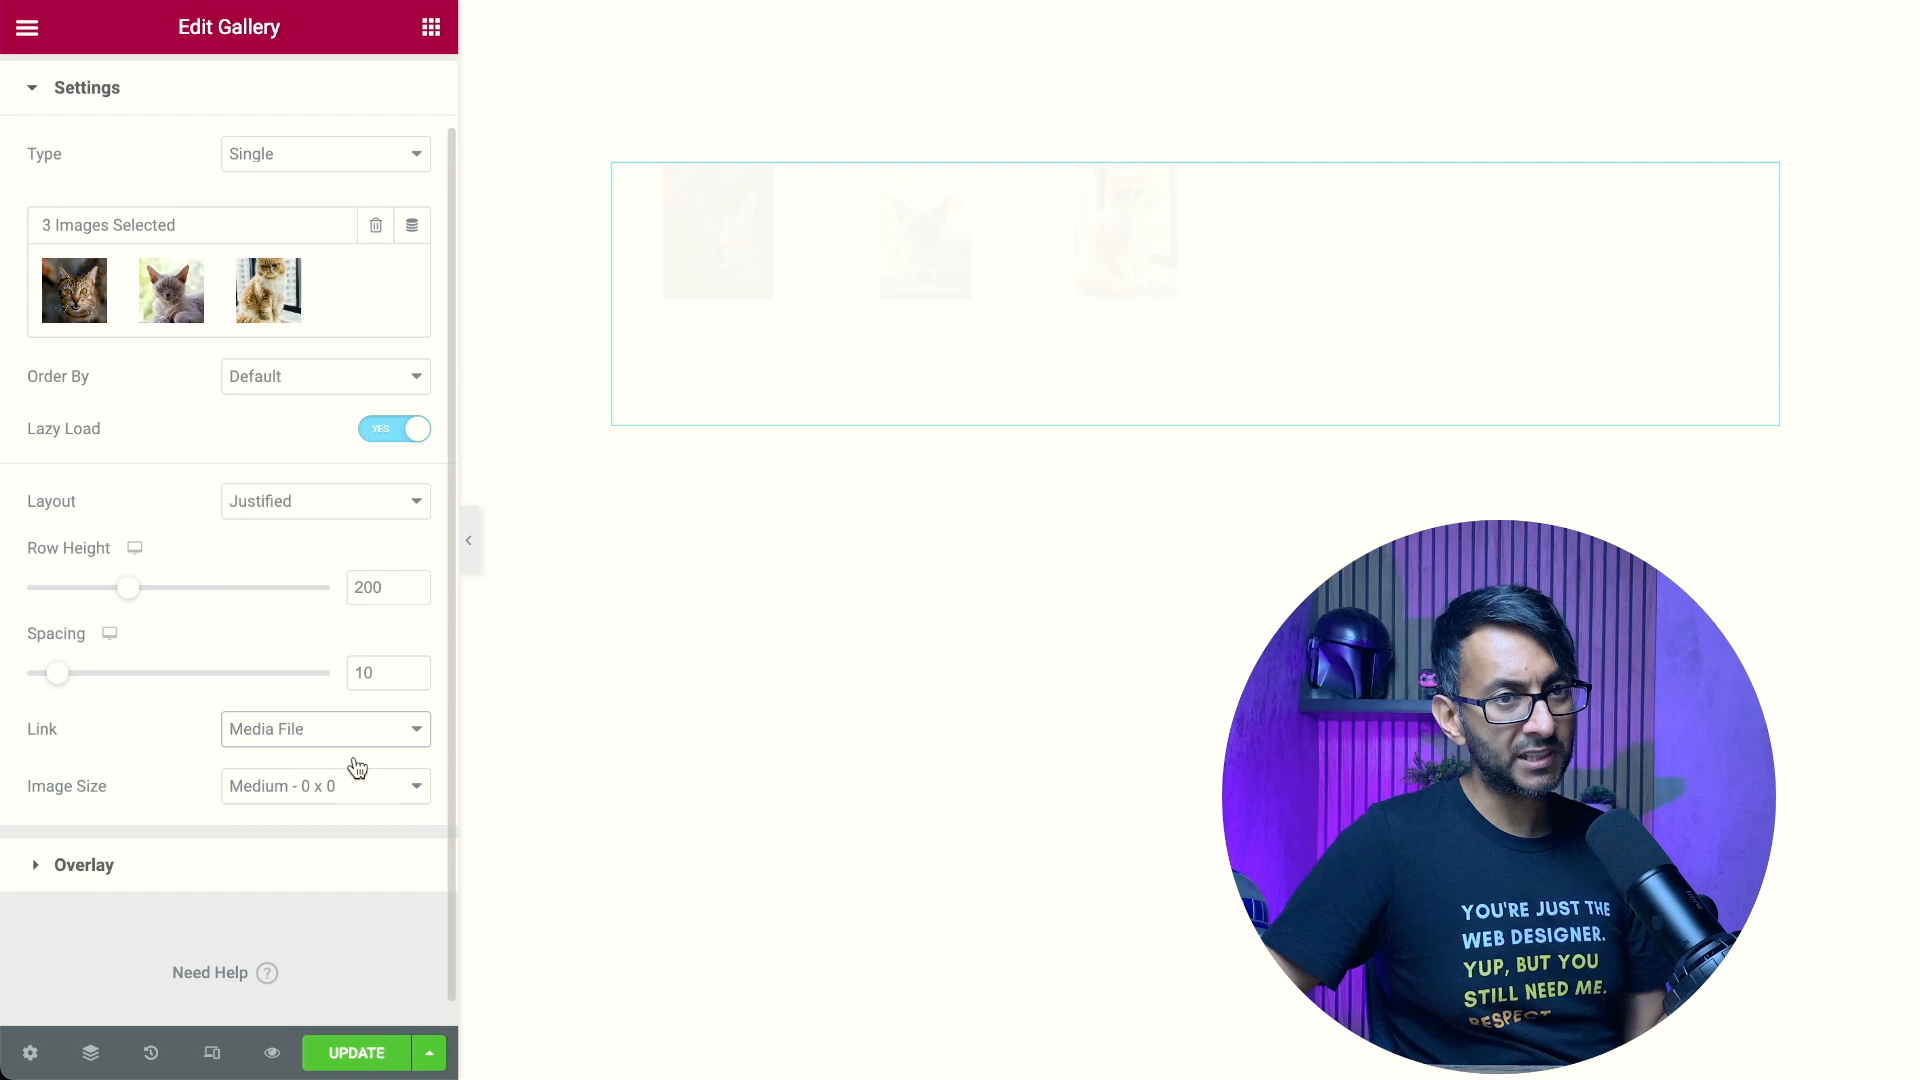 Edit Gallery
Settings
Type
Single
3 Images Selected
Order By
Default
Lazy Load
YES
Layout
Justified
Row Height
200
Spacing
10
Link
Media File
Image Size
Medium - 0 x 0
Overlay
Need Help ?
UPDATE
YOU'RE JUST THE
WEB DESIGNER.
YUP, BUT YOU
STILL NEED ME.
RESPECT